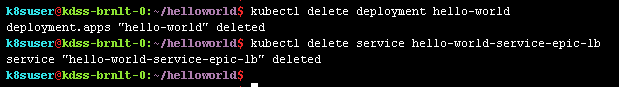 k8suser@kdss-brnlt-0:~/helloworld$ kubectl delete deployment hello-world
deployment.apps "hello-world" deleted
k8suser@kdss-brnlt-0:~/helloworld$ kubectl delete service hello-world-service-epic-lb
service "hello-world-service-epic-lb" deleted
k8suser@kdss-brnlt-0:~/helloworld$